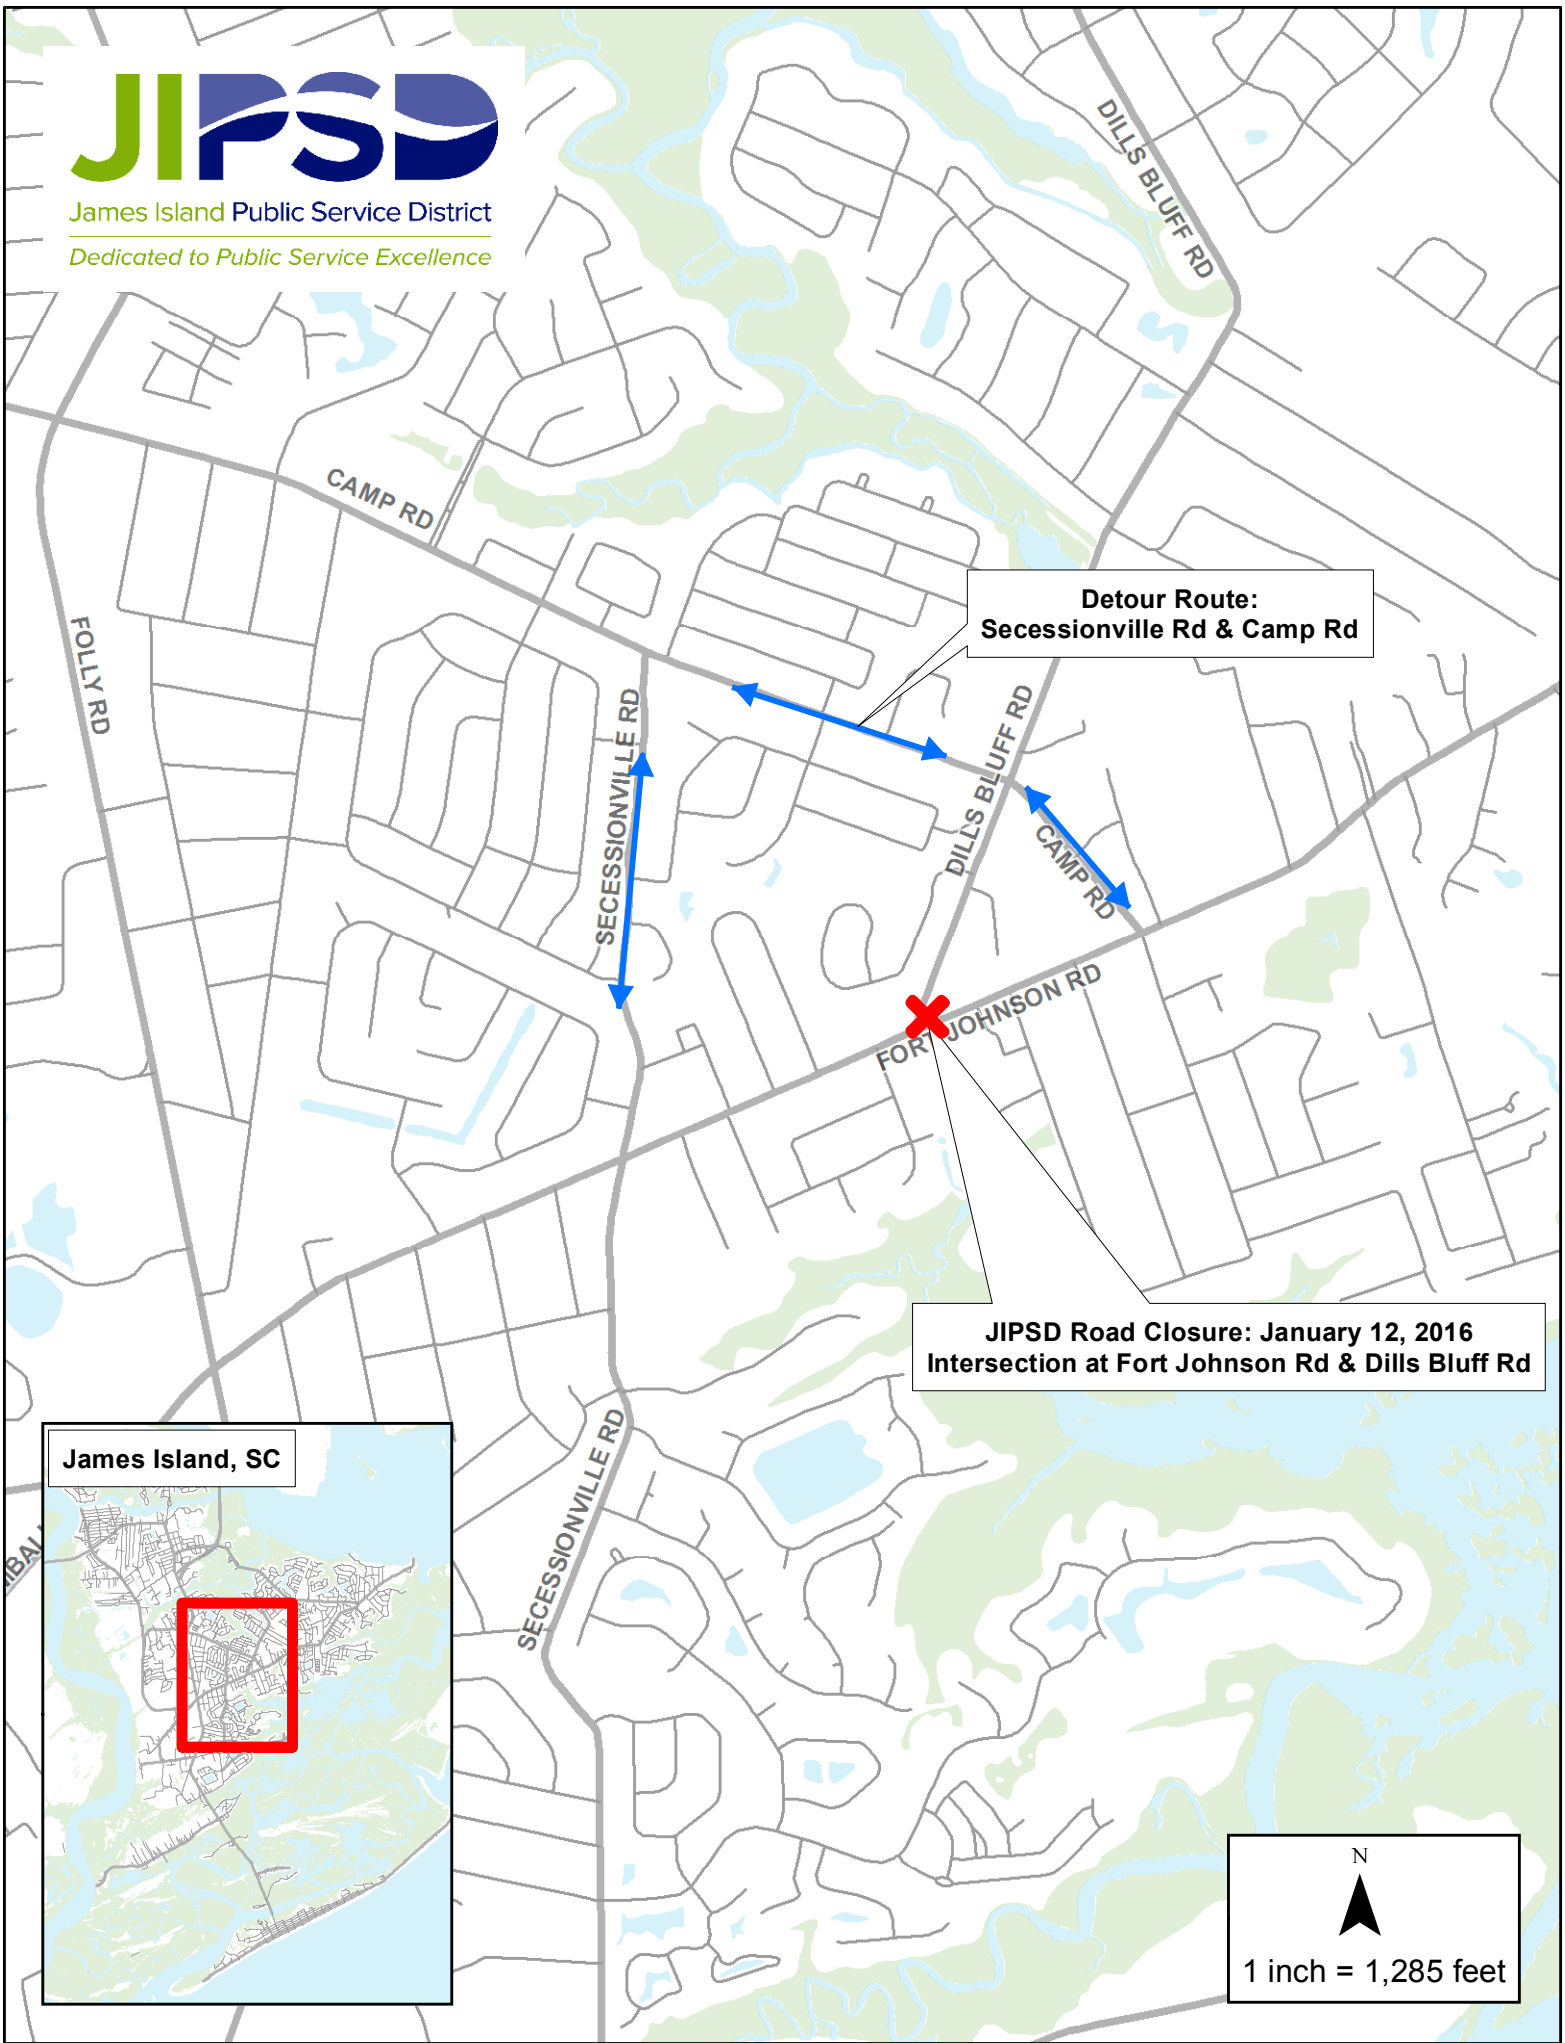 JIPSD
James Island Public Service District
Dedicated to Public Service Excellence
DILLS BLUFF RD
CAMP RD
FOLLY RD
Detour Route:
Secessionville Rd & Camp Rd
SECESSIONVILLE RD
DILLS BLUFF RD
CAMP RD
FORT JOHNSON RD
JIPSD Road Closure: January 12, 2016
Intersection at Fort Johnson Rd & Dills Bluff Rd
SECESSIONVILLE RD
James Island, SC
N
1 inch = 1,285 feet